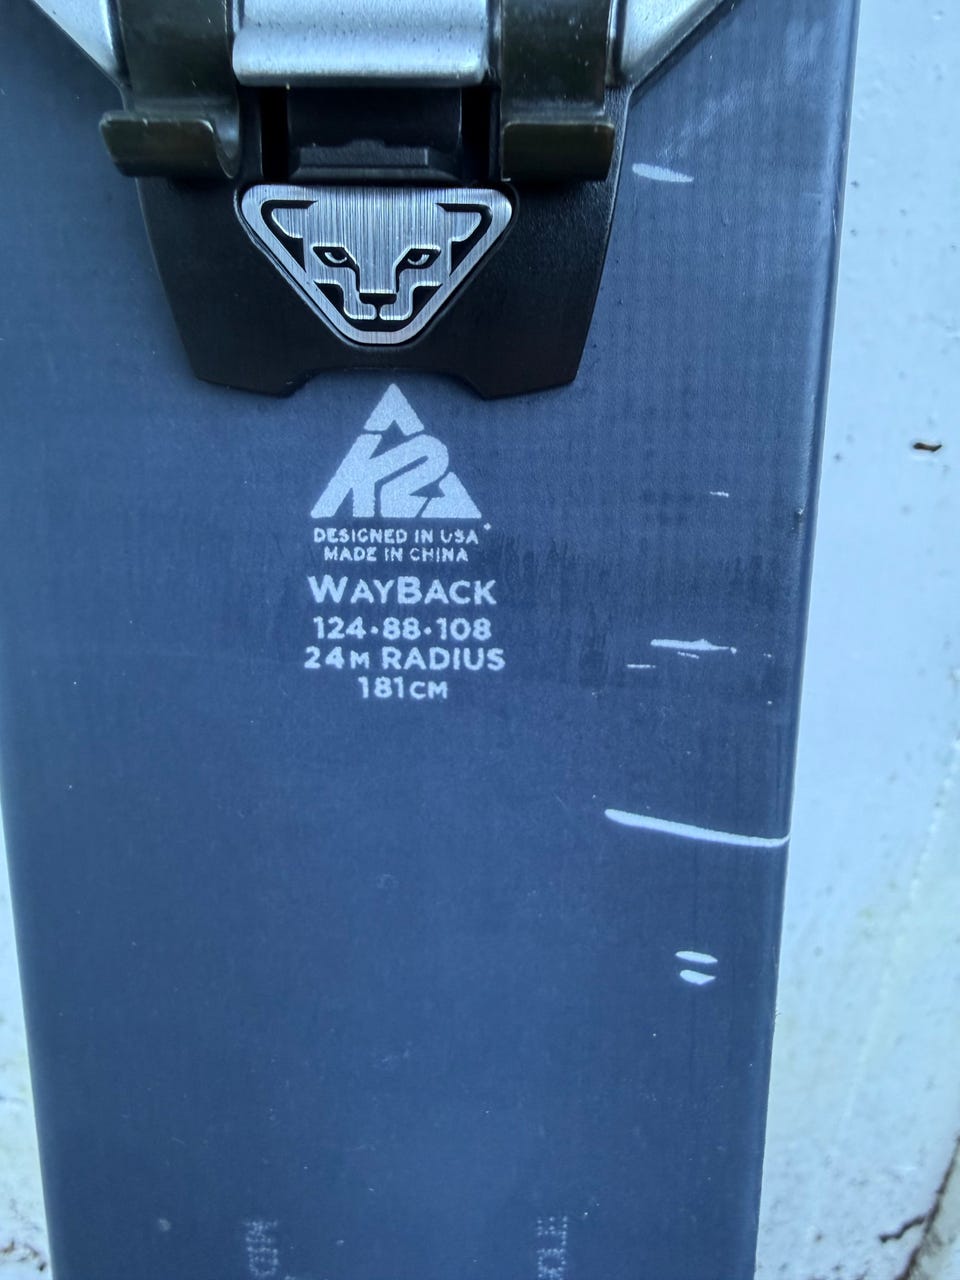 K2
DESIGNED IN USA
MADE IN CHINA
WAYBACK
124·88·108
24M RADIUS
181CM